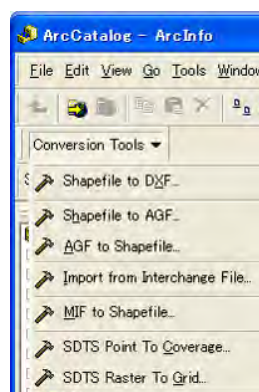 ArcCatalog - ArcInfo
File Edit View Go Tools Window
Conversion Tools
Shapefile to DXF...
Shapefile to AGF...
AGF to Shapefile...
Import from Interchange File...
MIF to Shapefile...
SDTS Point To Coverage...
SDTS Raster To Grid...